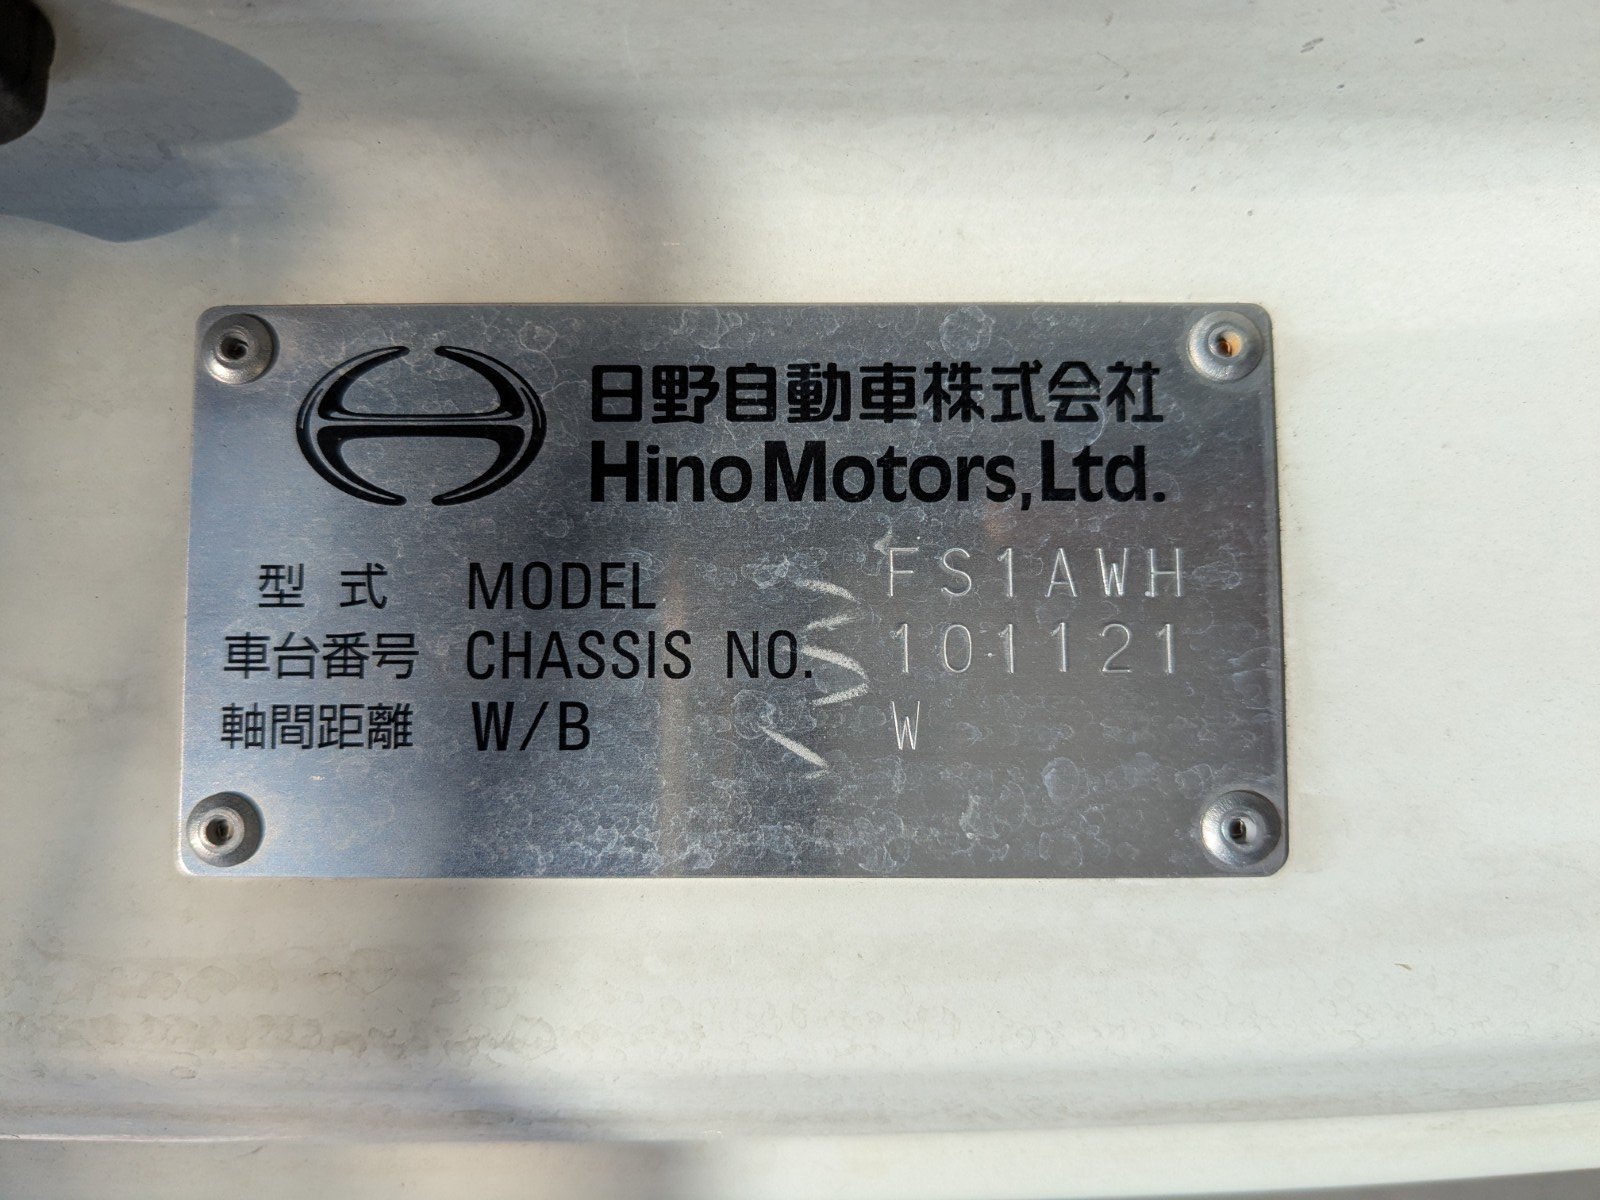 日野自動車株式会社
Hino Motors, Ltd.
型式 MODEL FS1AWH
車台番号 CHASSIS NO. 101121
軸間距離 W/B W